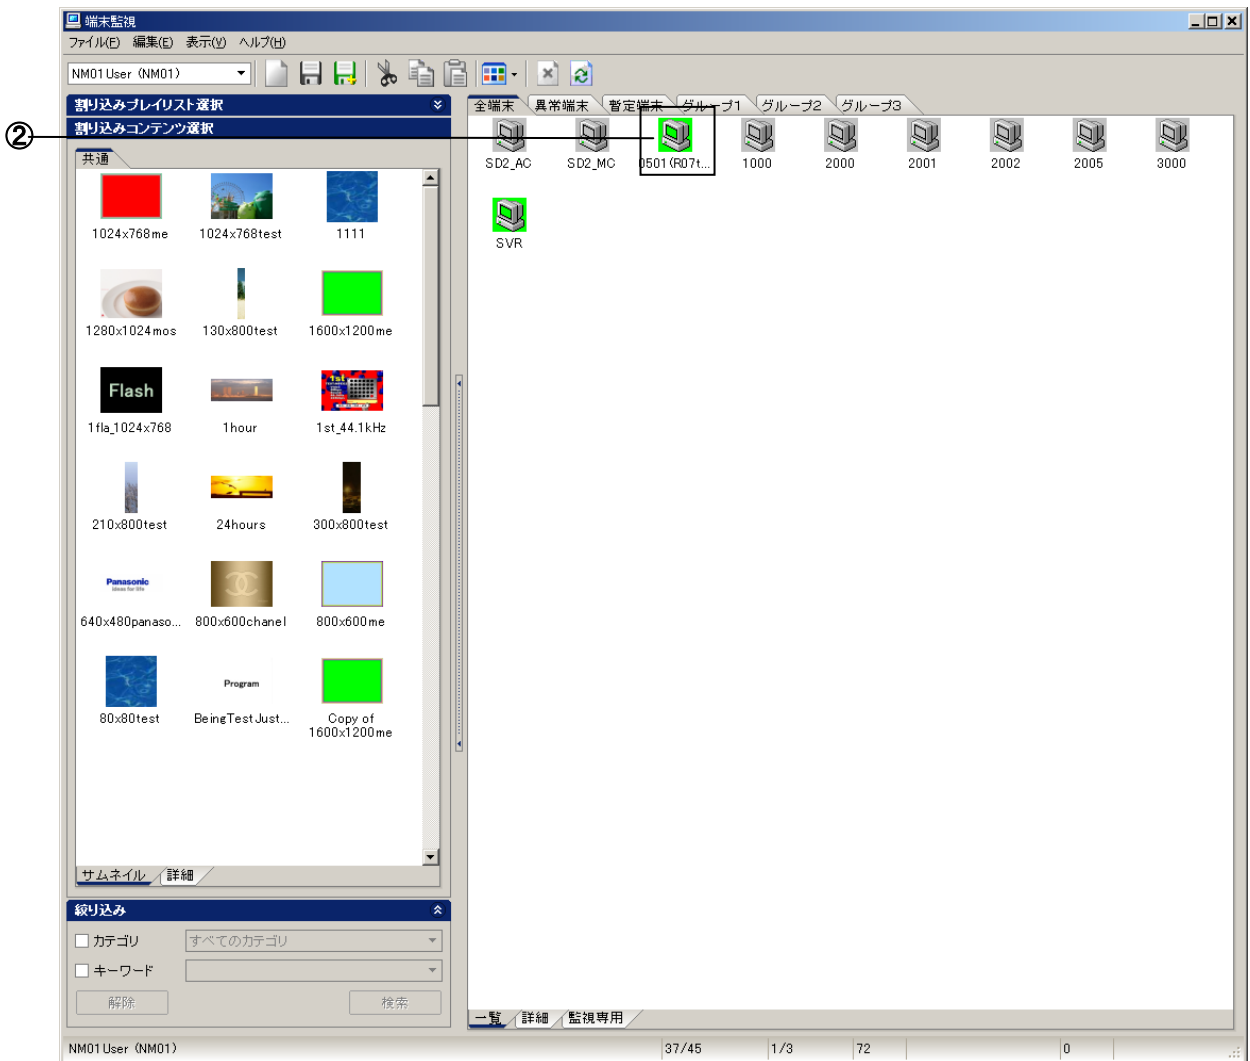 端末監視
ファイル(F) 編集(E) 表示(V) ヘルプ(H)
NM01User (NM01)
割り込みプレイリスト選択
割り込みコンテンツ選択
②
共通
1024x768me 1024x768test 1111
1280x1024mos 130x800test 1600x1200me
Flash
1st
1fla_1024x768 1hour 1st_44.1kHz
210x800test 24hours 300x800test
Panasonic
ideas for life
640x480panaso... 800x600chanel 800x600me
Program
80x80test BeingTestJust... Copy of
1600x1200me
サムネイル 詳細
絞り込み
カテゴリ すべてのカテゴリ
キーワード
解除 検索
全端末 異常端末 暂定端末 グループ1 グループ2 グループ3
SD2_AC SD2_MC 0501(R07t... 1000 2000 2001 2002 2005 3000
SVR
一覧 詳細 監視専用
NM01User (NM01) 37/45 1/3 72 0